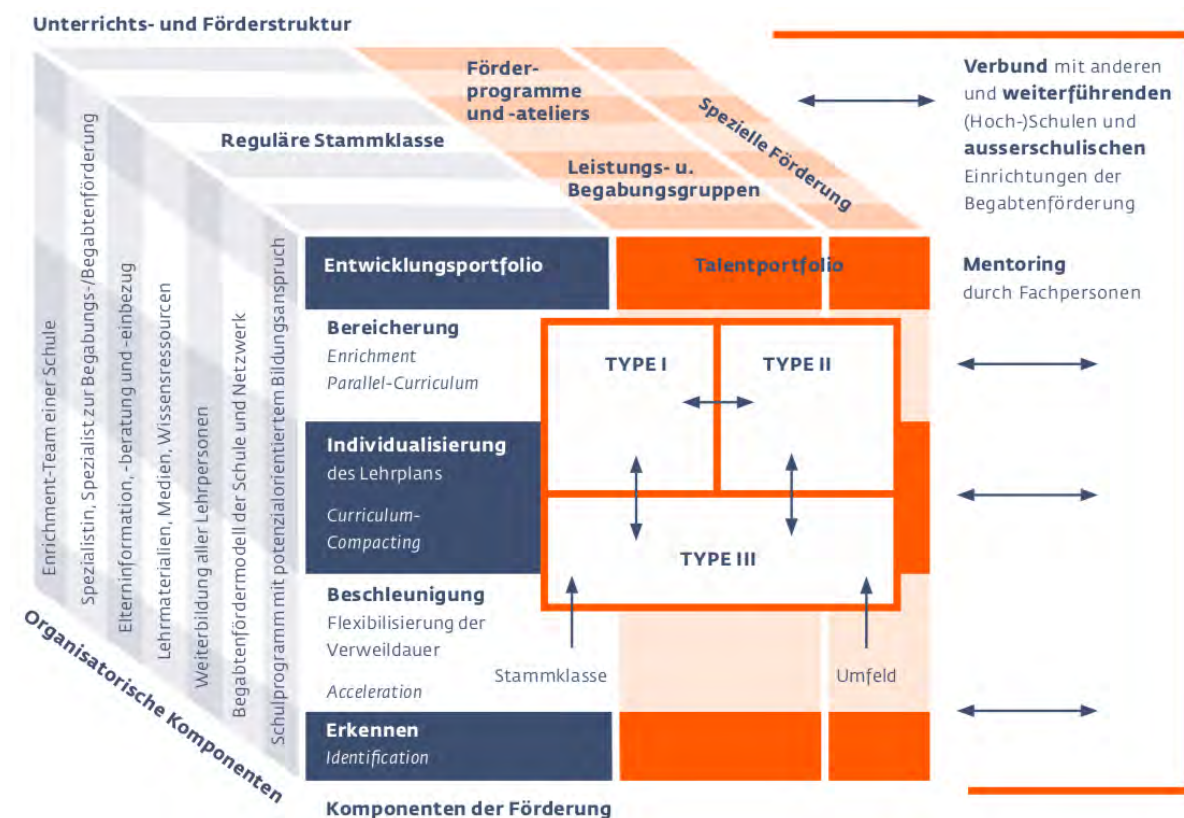 Unterrichts- und Förderstruktur
Reguläre Stammklasse
Förder-
programme
und -ateliers
Leistungs- u.
Begabungsgruppen
Spezielle Förderung
Verbund mit anderen
und weiterführenden
(Hoch-)Schulen und
ausserschulischen
Einrichtungen der
Begabtenförderung
Mentoring
durch Fachpersonen
Enrichment-Team einer Schule
Spezialistin, Spezialist zur Begabungs-/Begabtenförderung
Elterninformation, -beratung und -einbezug
Lehrmaterialien, Medien, Wissensressourcen
Weiterbildung aller Lehrpersonen
Begabtenfördermodell der Schule und Netzwerk
Schulprogramm mit potenzialorientiertem Bildungsanspruch
Organisatorische Komponenten
Entwicklungsportfolio
Talentportfolio
Bereicherung
Enrichment
Parallel-Curriculum
TYPE I
TYPE II
Individualisierung
des Lehrplans
Curriculum-
Compacting
TYPE III
Beschleunigung
Flexibilisierung der
Verweildauer
Acceleration
Stammklasse
Umfeld
Erkennen
Identification
Komponenten der Förderung